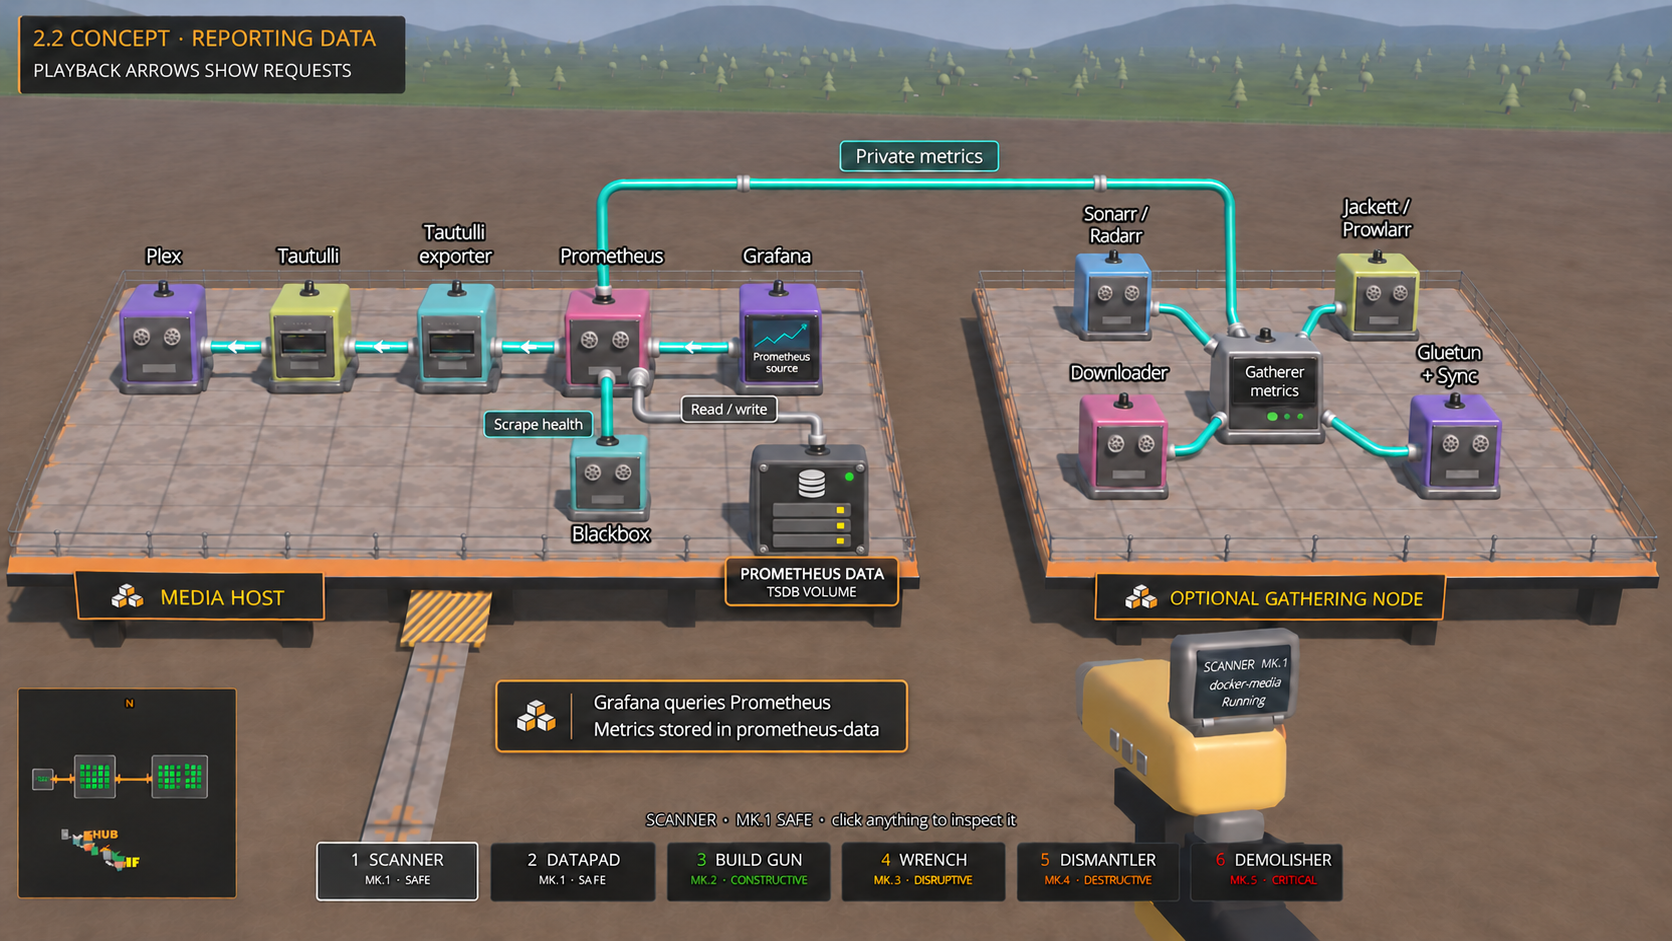 2.2 CONCEPT · REPORTING DATA
PLAYBACK ARROWS SHOW REQUESTS
Private metrics
Plex
Tautulli
Tautulli
exporter
Prometheus
Grafana
Prometheus
source
Scrape health
Read / write
Blackbox
PROMETHEUS DATA
TSDB VOLUME
MEDIA HOST
Sonarr /
Radarr
Jackett /
Prowlarr
Downloader
Gatherer
metrics
Gluetun
+ Sync
OPTIONAL GATHERING NODE
SCANNER MK.1
docker-media
Running
Grafana queries Prometheus
Metrics stored in prometheus-data
N
HUB
SCANNER · MK.1 SAFE · click anything to inspect it
1 SCANNER
MK.1 · SAFE
2 DATAPAD
MK.1 · SAFE
3 BUILD GUN
MK.2 · CONSTRUCTIVE
4 WRENCH
MK.3 · DISRUPTIVE
5 DISMANTLER
MK.4 · DESTRUCTIVE
6 DEMOLISHER
MK.5 · CRITICAL